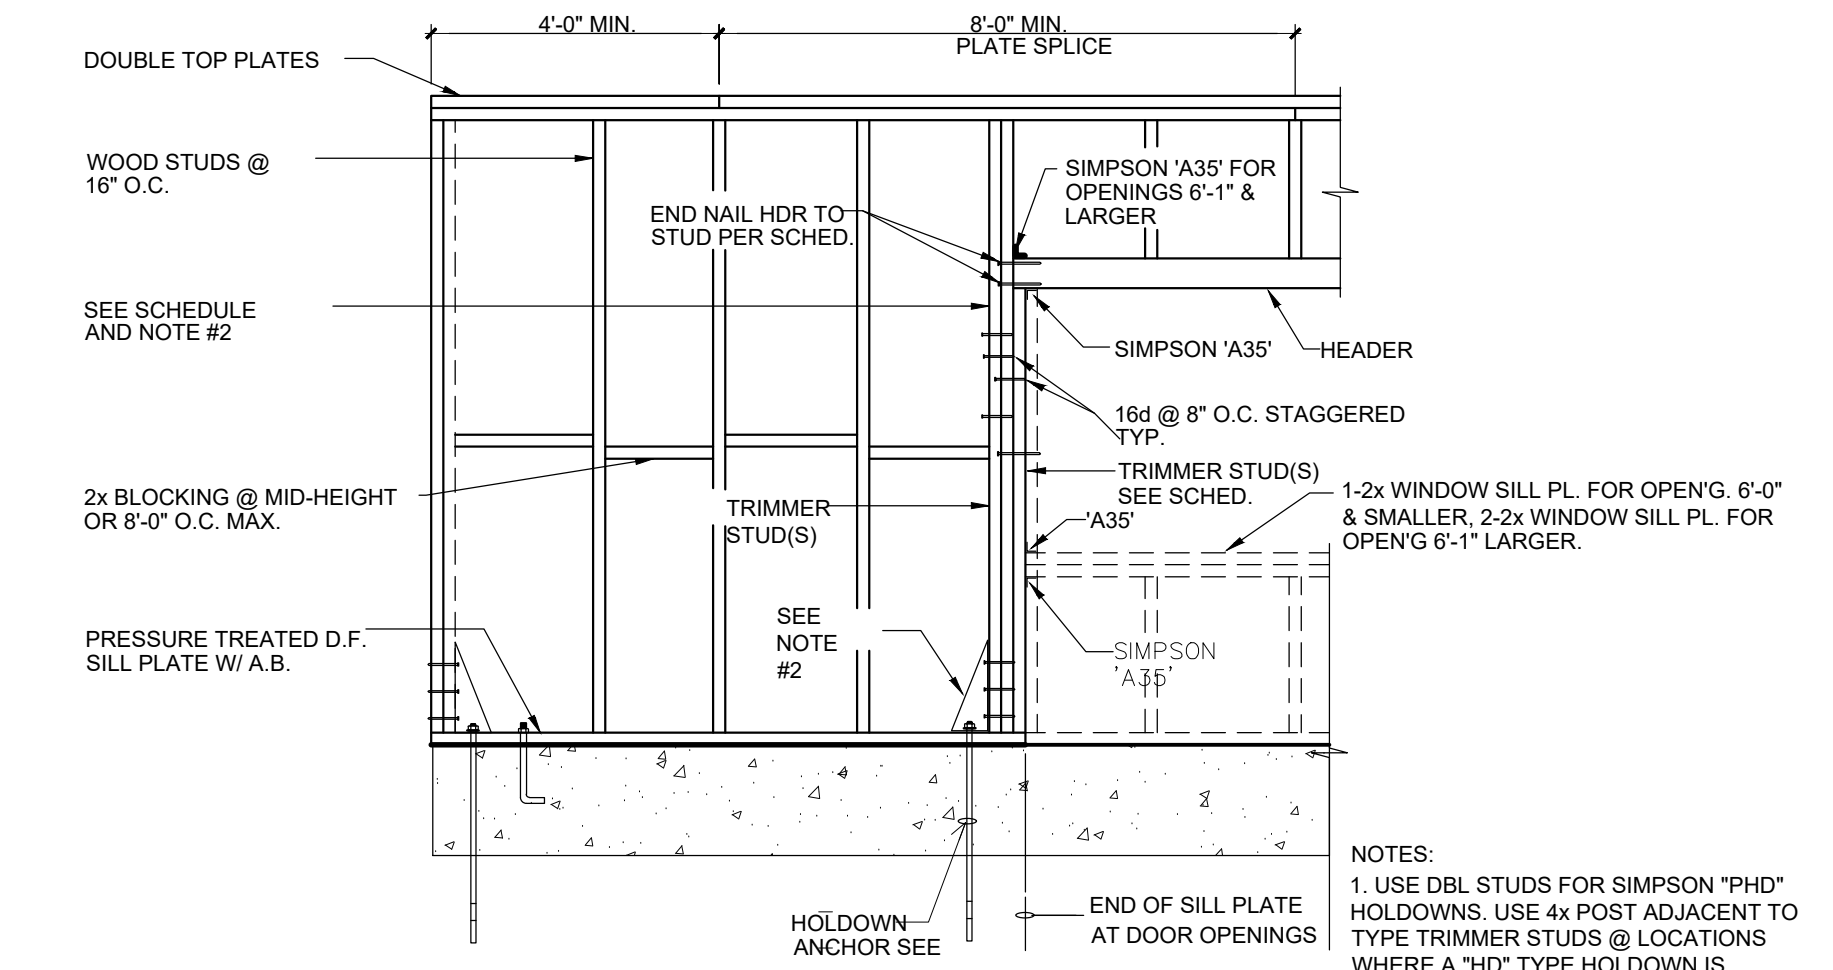 4'-0" MIN.
8'-0" MIN.
PLATE SPLICE
DOUBLE TOP PLATES
WOOD STUDS @
16" O.C.
SIMPSON 'A35' FOR
OPENINGS 6'-1" &
LARGER
END NAIL HDR TO
STUD PER SCHED.
SEE SCHEDULE
AND NOTE #2
SIMPSON 'A35'
HEADER
16d @ 8" O.C. STAGGERED
TYP.
TRIMMER STUD(S)
SEE SCHED.
2x BLOCKING @ MID-HEIGHT
OR 8'-0" O.C. MAX.
TRIMMER
STUD(S)
'A35'
1-2x WINDOW SILL PL. FOR OPEN'G. 6'-0"
& SMALLER, 2-2x WINDOW SILL PL. FOR
OPEN'G 6'-1" LARGER.
SEE
NOTE
#2
PRESSURE TREATED D.F.
SILL PLATE W/ A.B.
SIMPSON
'A35'
HOLDOWN
ANCHOR SEE
END OF SILL PLATE
AT DOOR OPENINGS
NOTES:
1. USE DBL STUDS FOR SIMPSON "PHD"
HOLDOWNS. USE 4x POST ADJACENT TO
TYPE TRIMMER STUDS @ LOCATIONS
WHERE A "HD" TYPE HOLDOWN IS